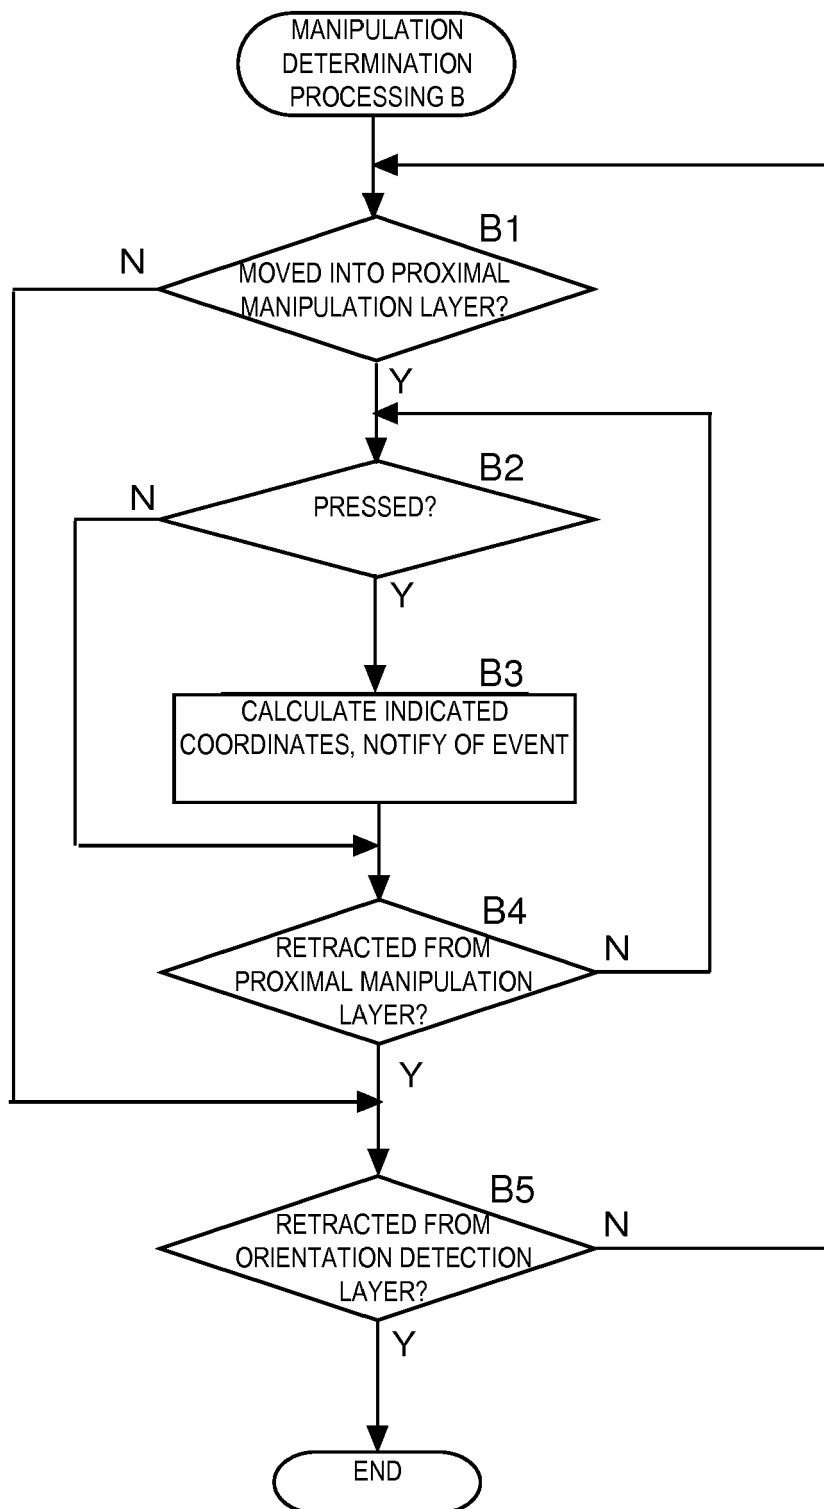 MANIPULATION
DETERMINATION
PROCESSING B
B1
N
MOVED INTO PROXIMAL
MANIPULATION LAYER?
Y
B2
N
PRESSED?
Y
B3
CALCULATE INDICATED
COORDINATES, NOTIFY OF EVENT
B4
RETRACTED FROM
N
PROXIMAL MANIPULATION
LAYER?
Y
B5
RETRACTED FROM
N
ORIENTATION DETECTION
LAYER?
Y
END